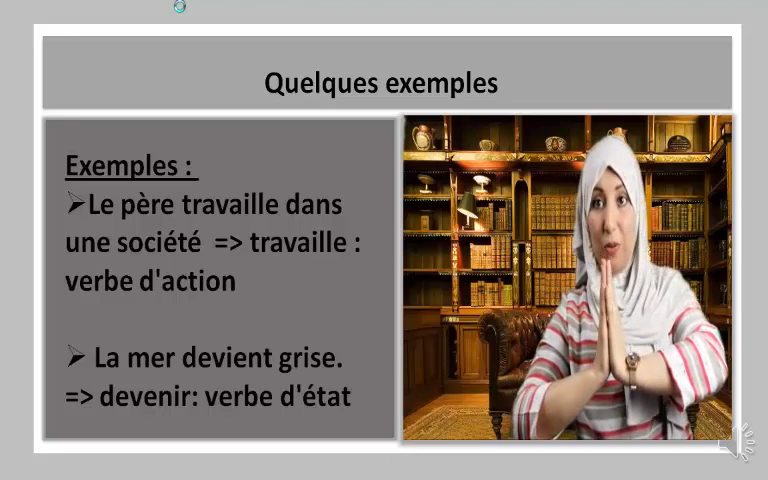 Quelques exemples
Exemples :
➢Le père travaille dans
une société => travaille :
verbe d'action
➢ La mer devient grise.
=> devenir: verbe d'état